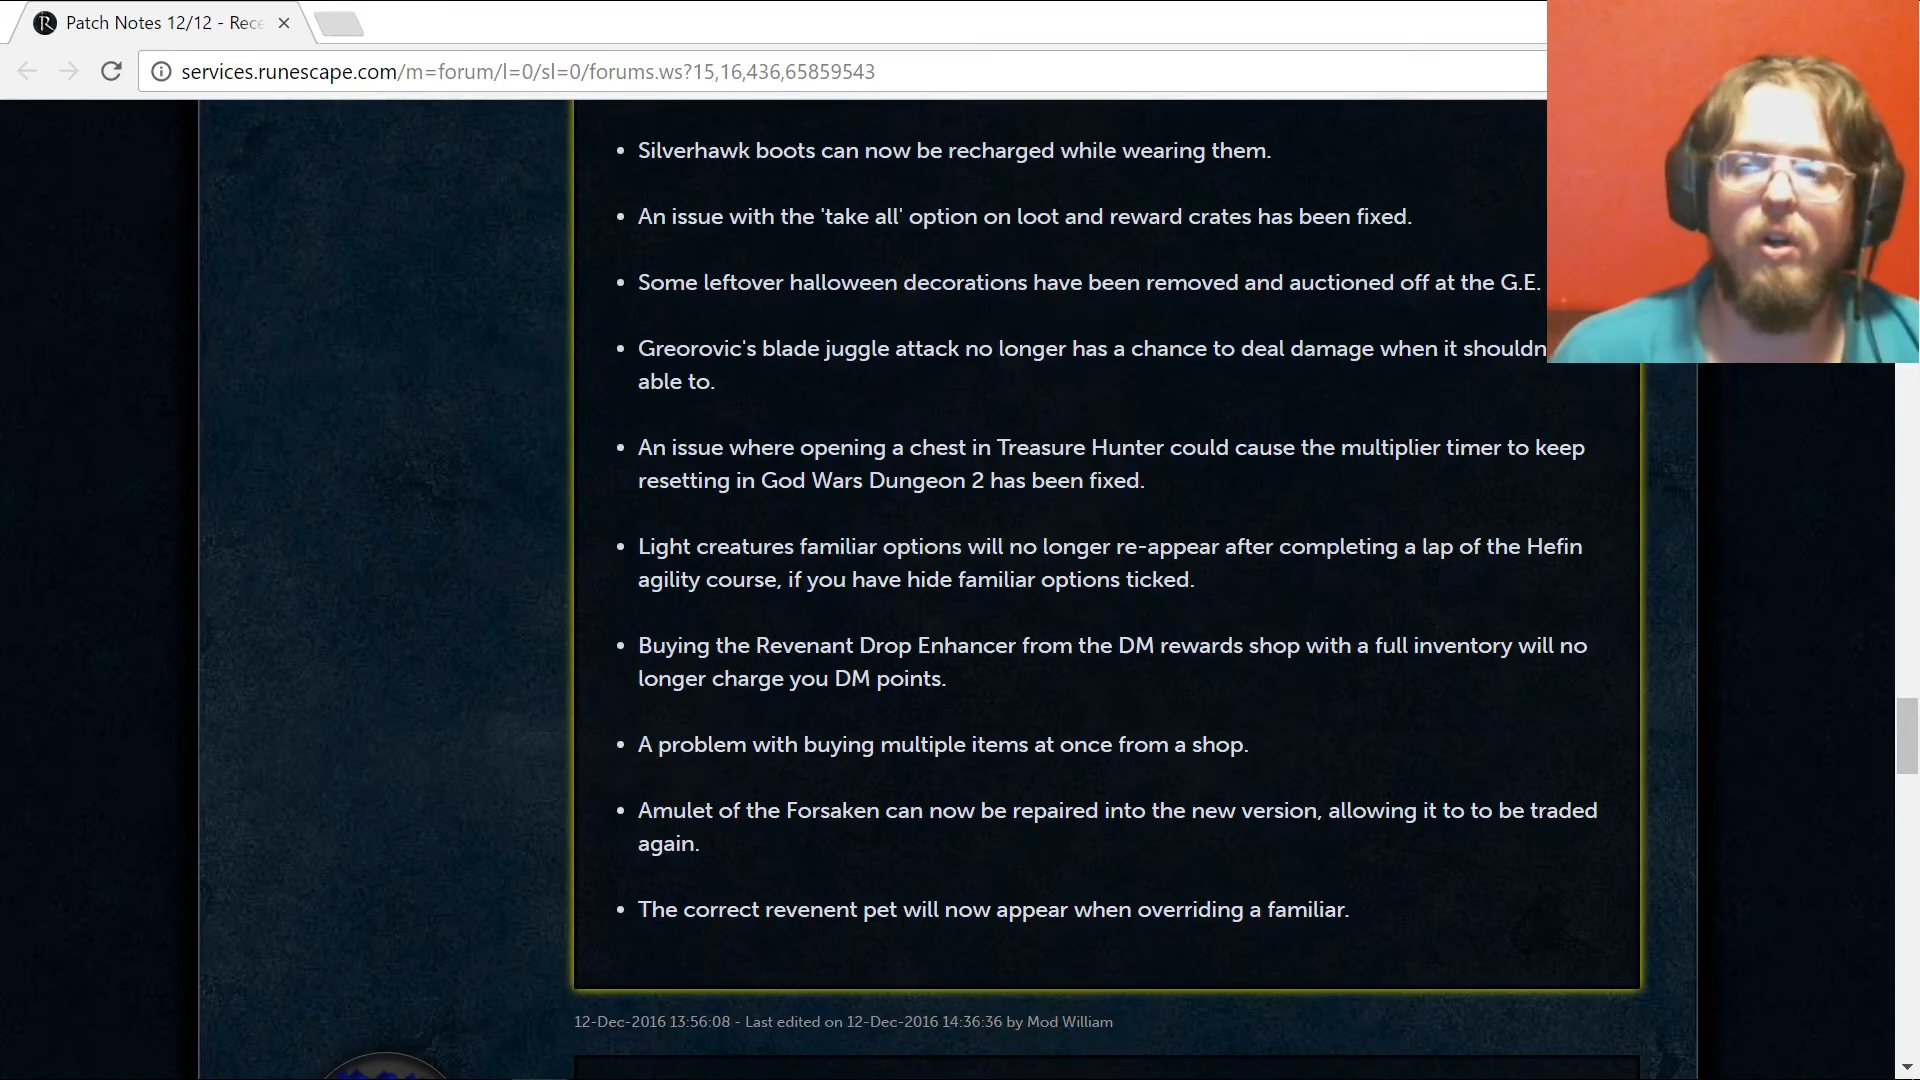 Patch Notes 12/12 - Rece
services.runescape.com/m=forum/l=0/sl=0/forums.ws?15,16,436,65859543
• Silverhawk boots can now be recharged while wearing them.
• An issue with the 'take all' option on loot and reward crates has been fixed.
• Some leftover halloween decorations have been removed and auctioned off at the G.E.
• Greorovic's blade juggle attack no longer has a chance to deal damage when it shouldn
able to.
• An issue where opening a chest in Treasure Hunter could cause the multiplier timer to keep
resetting in God Wars Dungeon 2 has been fixed.
• Light creatures familiar options will no longer re-appear after completing a lap of the Hefin
agility course, if you have hide familiar options ticked.
• Buying the Revenant Drop Enhancer from the DM rewards shop with a full inventory will no
longer charge you DM points.
• A problem with buying multiple items at once from a shop.
• Amulet of the Forsaken can now be repaired into the new version, allowing it to to be traded
again.
• The correct revenent pet will now appear when overriding a familiar.
12-Dec-2016 13:56:08 - Last edited on 12-Dec-2016 14:36:36 by Mod William